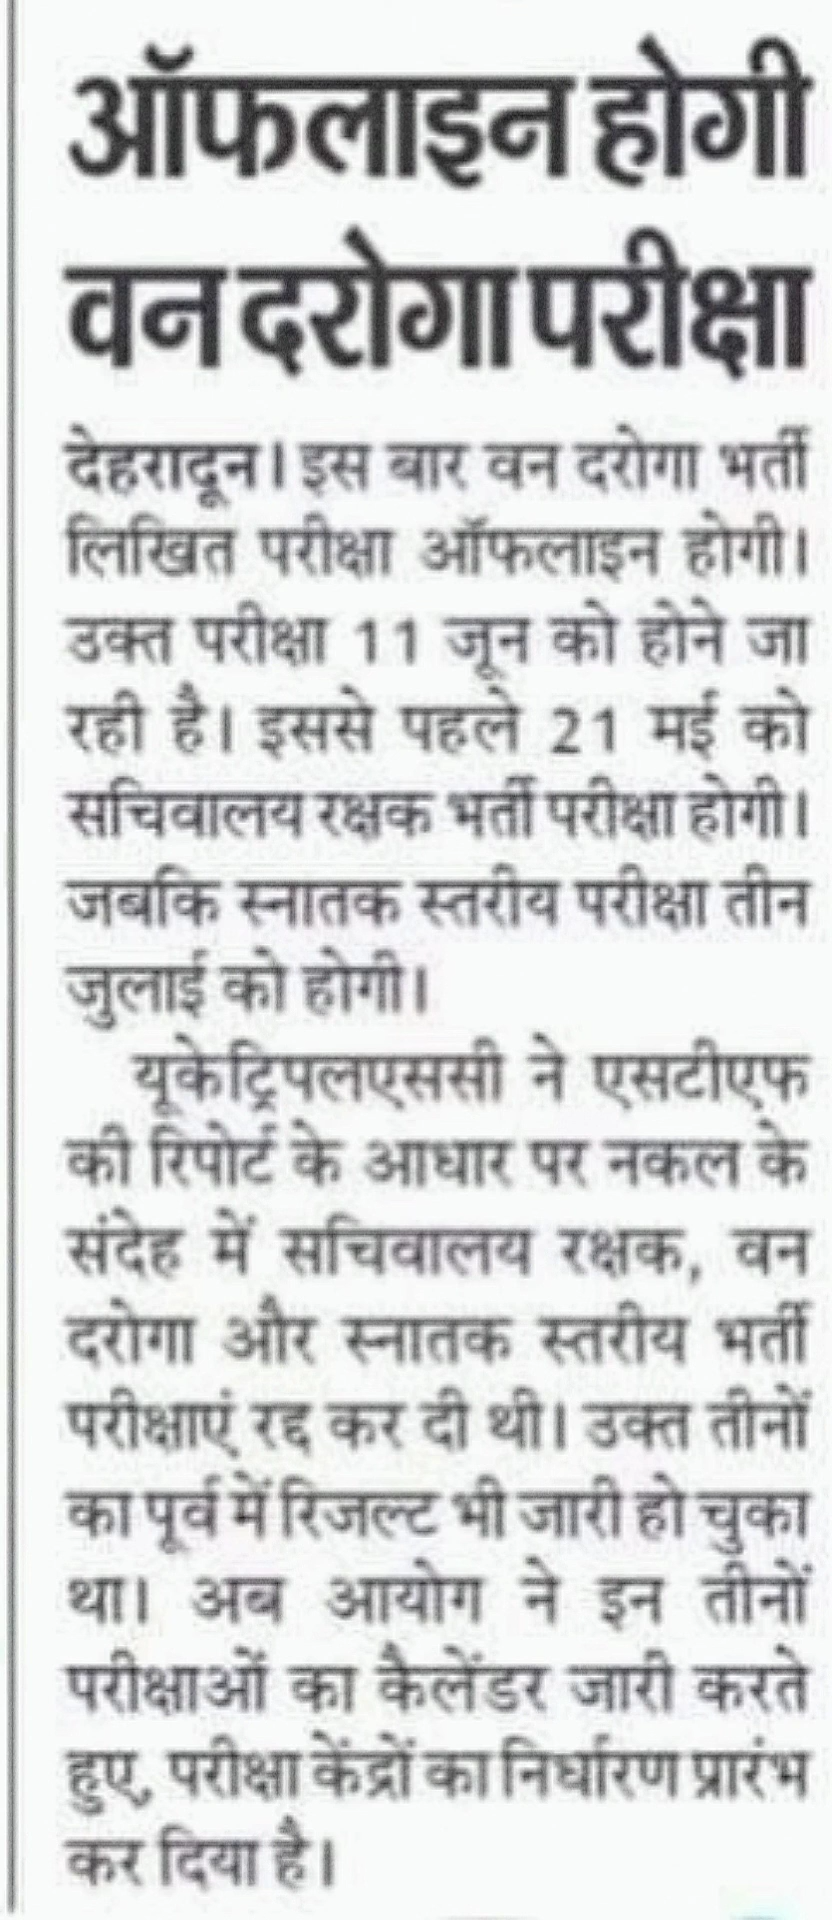 ऑफलाइन होगी
वन दरोगा परीक्षा
देहरादून। इस बार वन दरोगा भर्ती
लिखित परीक्षा ऑफलाइन होगी।
उक्त परीक्षा 11 जून को होने जा
रही है। इससे पहले 21 मई को
सचिवालय रक्षक भर्ती परीक्षा होगी।
जबकि स्नातक स्तरीय परीक्षा तीन
जुलाई को होगी।
यूकेट्रिपलएससी ने एसटीएफ
की रिपोर्ट के आधार पर नकल के
संदेह में सचिवालय रक्षक, वन
दरोगा और स्नातक स्तरीय भर्ती
परीक्षाएं रद्द कर दी थी। उक्त तीनों
का पूर्व में रिजल्ट भी जारी हो चुका
था। अब आयोग ने इन तीनों
परीक्षाओं का कैलेंडर जारी करते
हुए, परीक्षा केंद्रों का निर्धारण प्रारंभ
कर दिया है।